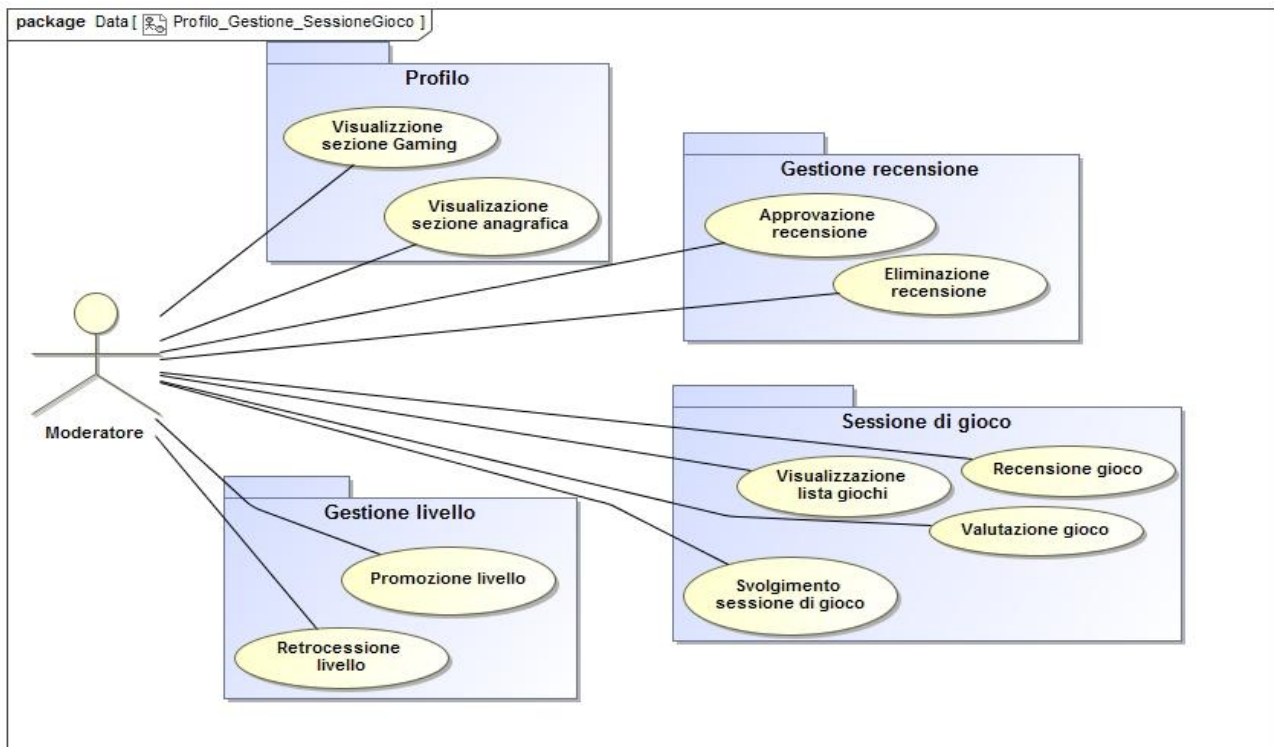 package Data [ Profilo_Gestione_SessioneGioco ]
Profilo
Visualizzione
sezione Gaming
Visualizazione
sezione anagrafica
Gestione recensione
Approvazione
recensione
Eliminazione
recensione
Moderatore
Sessione di gioco
Recensione gioco
Visualizzazione
lista giochi
Valutazione gioco
Svolgimento
sessione di gioco
Gestione livello
Promozione livello
Retrocessione
livello